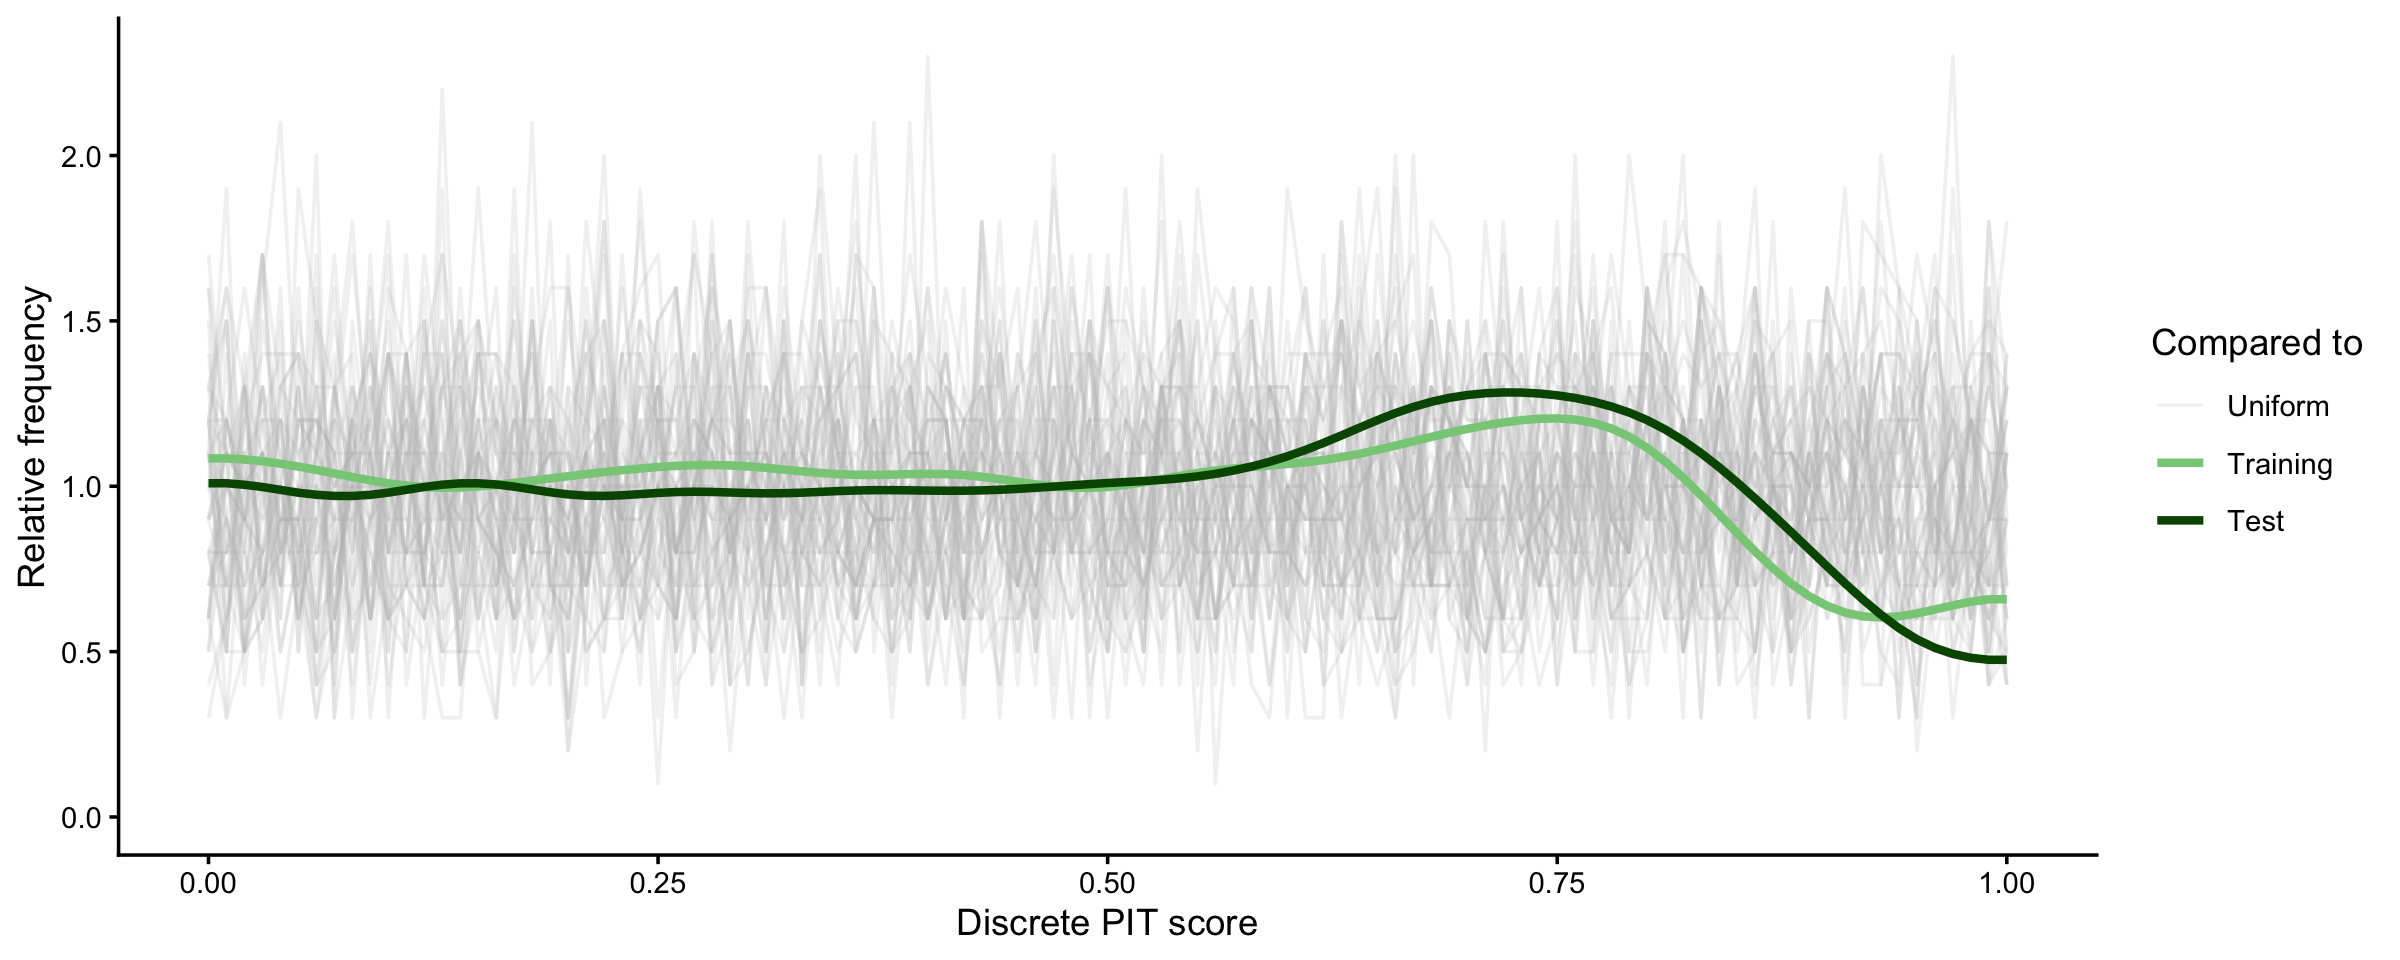 2.0
1.5
1.0
0.5
0.0
Relative frequency
0.00 0.25 0.50 0.75 1.00
Discrete PIT score
Compared to
Uniform
Training
Test